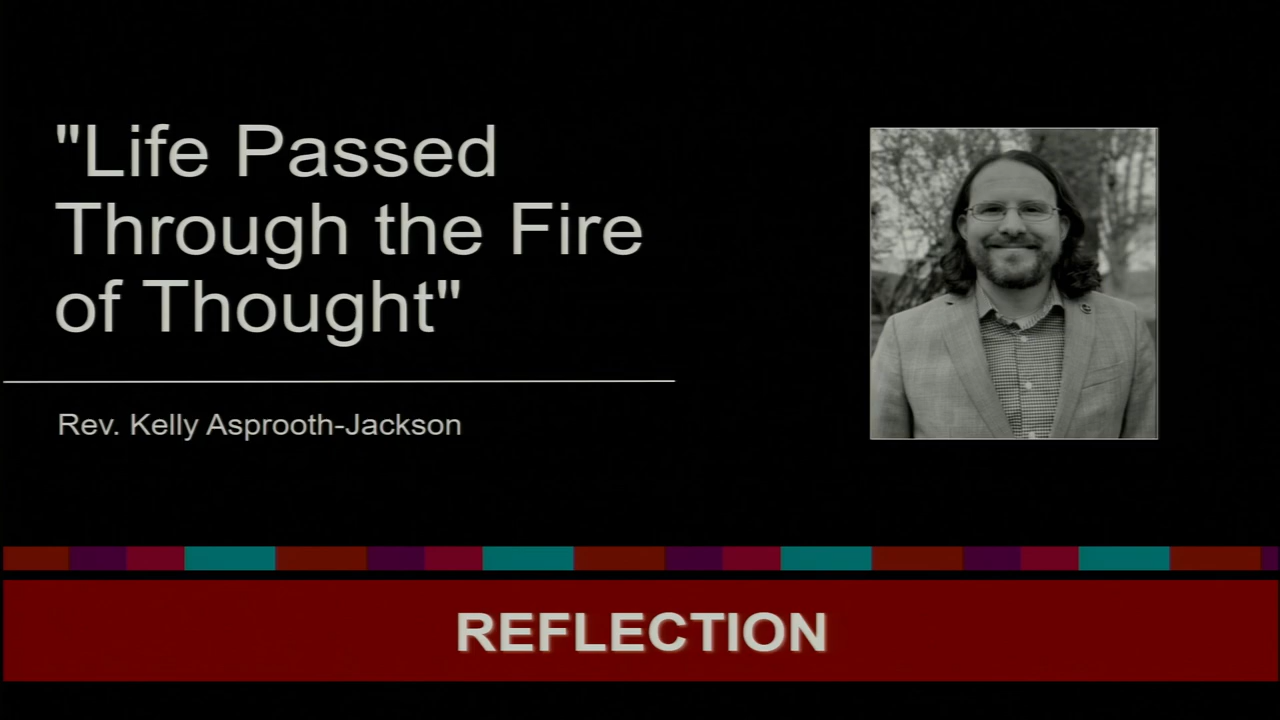 "Life Passed
Through the Fire
of Thought"
Rev. Kelly Asprooth-Jackson
REFLECTION